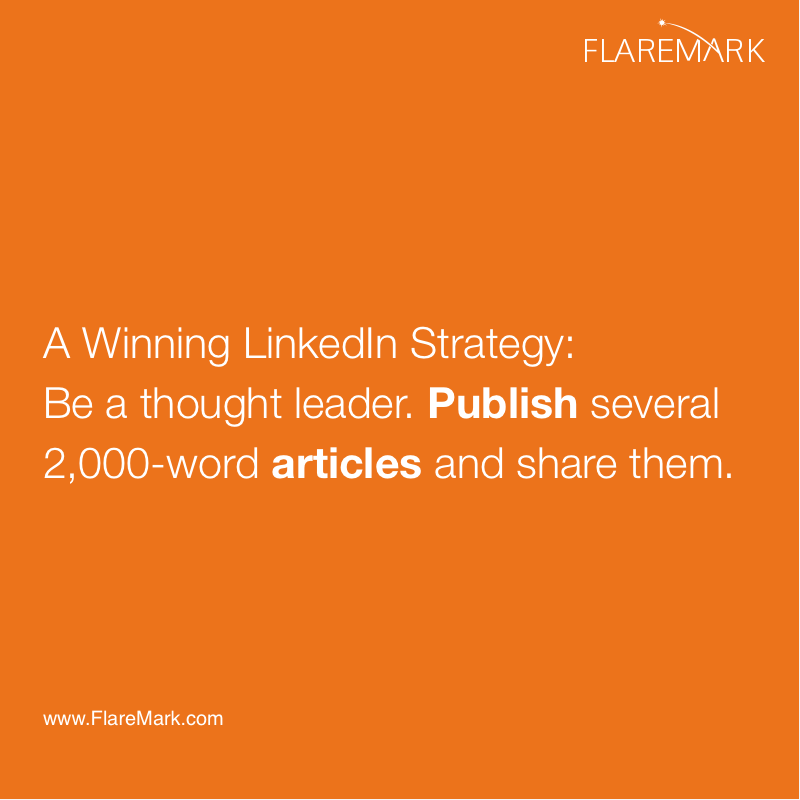 FLAREMARK
A Winning LinkedIn Strategy:
Be a thought leader. Publish several
2,000-word articles and share them.
www.FlareMark.com